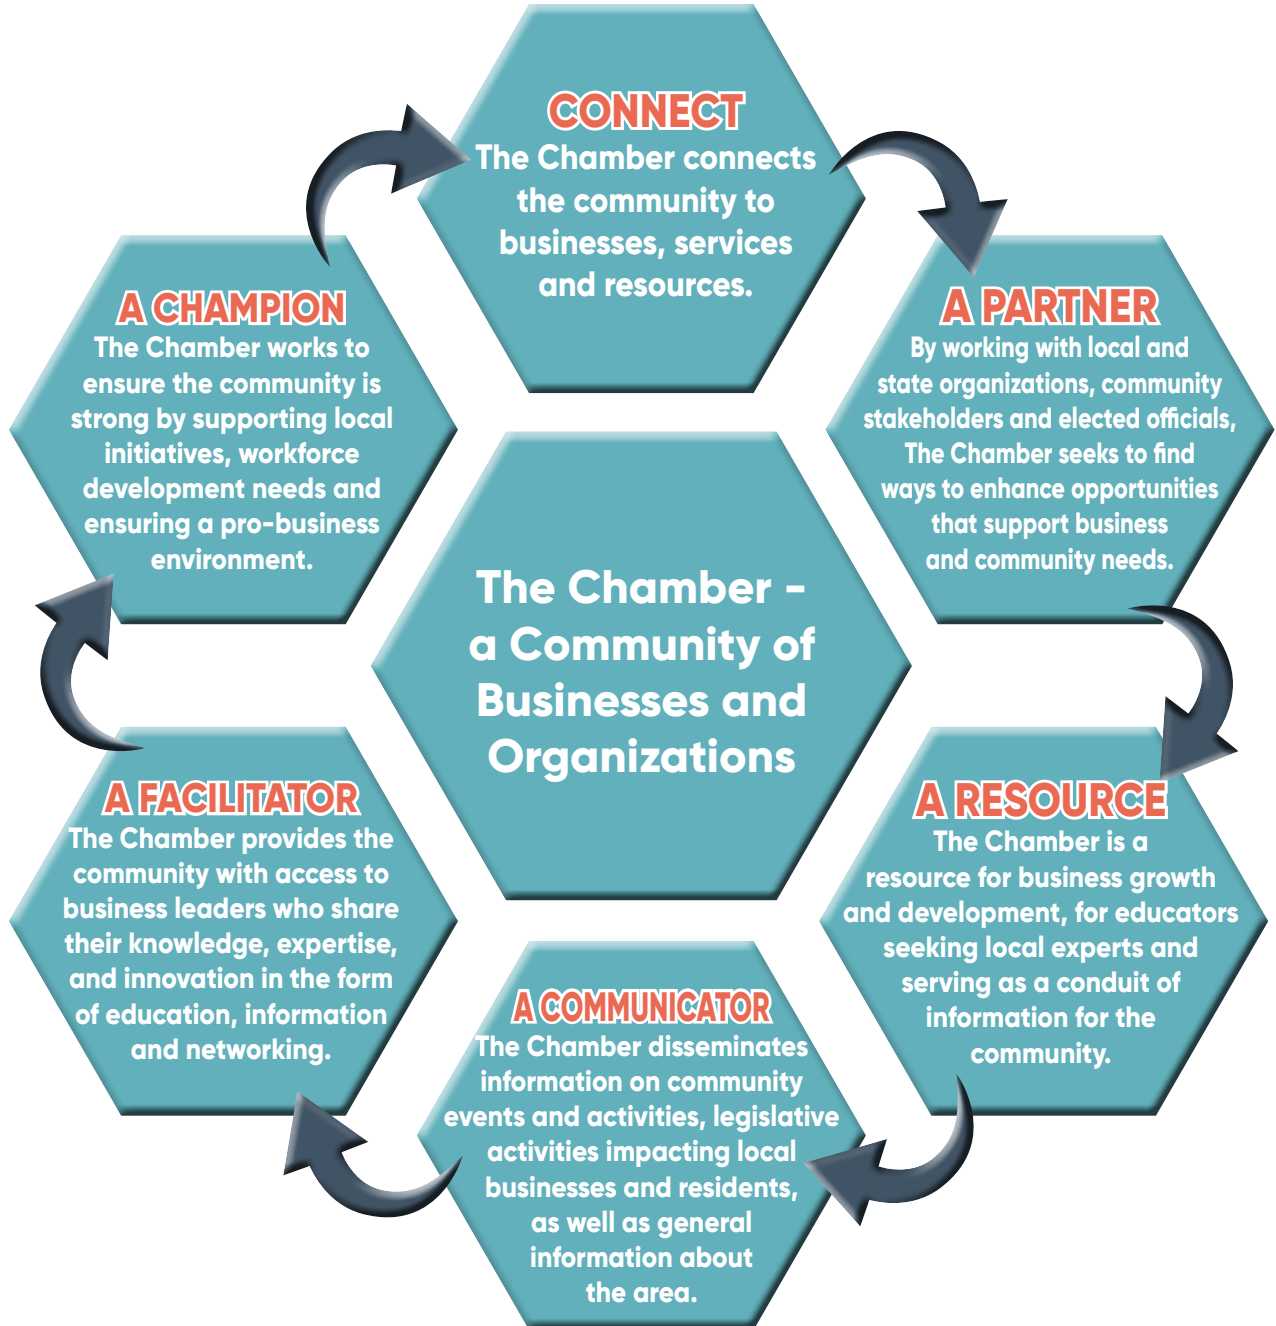 CONNECT
The Chamber connects
the community to
businesses, services
and resources.
A PARTNER
By working with local and
state organizations, community
stakeholders and elected officials,
The Chamber seeks to find
ways to enhance opportunities
that support business
and community needs.
A RESOURCE
The Chamber is a
resource for business growth
and development, for educators
seeking local experts and
serving as a conduit of
information for the
community.
A COMMUNICATOR
The Chamber disseminates
information on community
events and activities, legislative
activities impacting local
businesses and residents,
as well as general
information about
the area.
A FACILITATOR
The Chamber provides the
community with access to
business leaders who share
their knowledge, expertise,
and innovation in the form
of education, information
and networking.
A CHAMPION
The Chamber works to
ensure the community is
strong by supporting local
initiatives, workforce
development needs and
ensuring a pro-business
environment.
The Chamber -
a Community of
Businesses and
Organizations